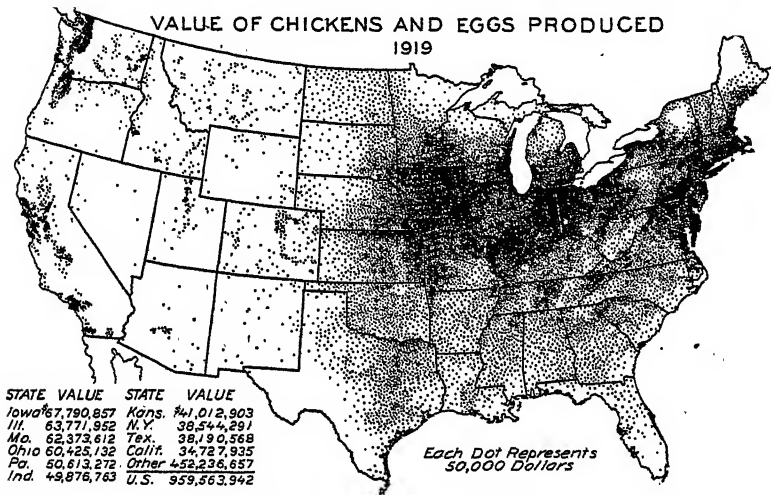 VALUE OF CHICKENS AND EGGS PRODUCED
1919
STATE VALUE STATE VALUE
Iowa $67,790,857 Kans. $41,012,903
Ill. 63,771,952 N.Y. 38,544,291
Mo. 62,373,612 Tex. 38,190,568
Ohio 60,425,132 Calif. 34,727,935
Pa. 50,613,272 Other 452,236,657
Ind. 49,876,763 U.S. 959,563,942
Each Dot Represents
50,000 Dollars